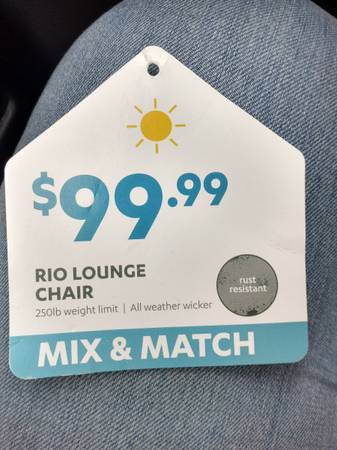 $99.99
RIO LOUNGE
CHAIR
250lb weight limit | All weather wicker
rust
resistant
MIX & MATCH